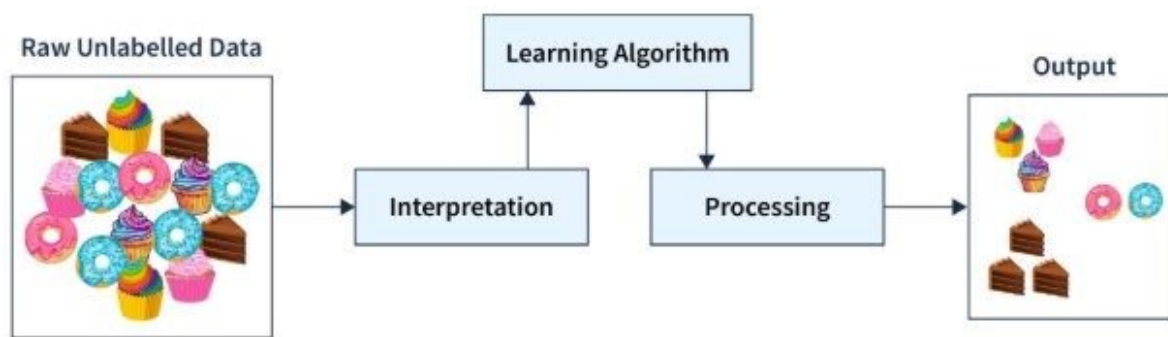 Raw Unlabelled Data
Learning Algorithm
Output
Interpretation
Processing